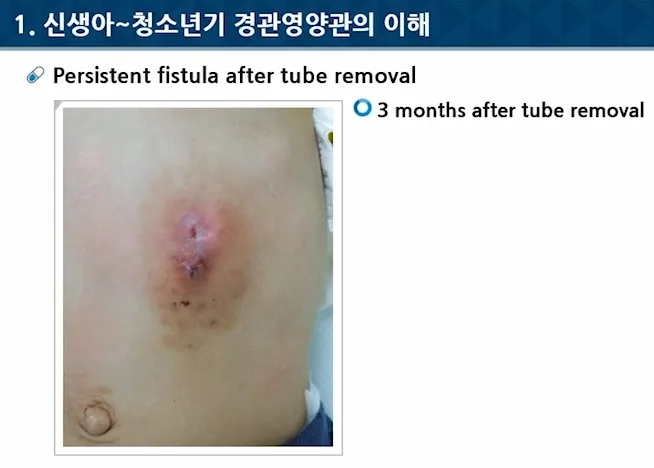 1. 신생아~청소년기 경관영양관의 이해
Persistent fistula after tube removal
3 months after tube removal